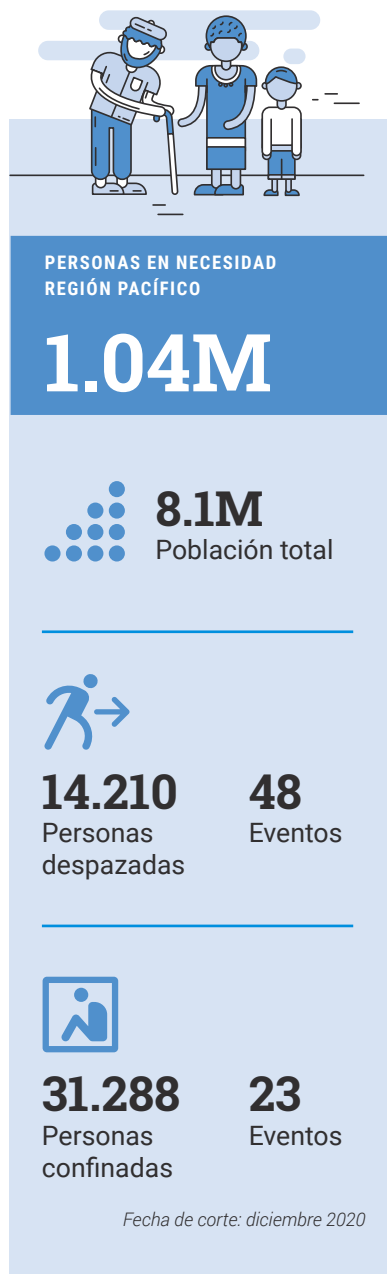 PERSONAS EN NECESIDAD
REGIÓN PACÍFICO
1.04M
8.1M
Población total
14.210
Personas
despazadas
48
Eventos
31.288
Personas
confinadas
23
Eventos
Fecha de corte: diciembre 2020